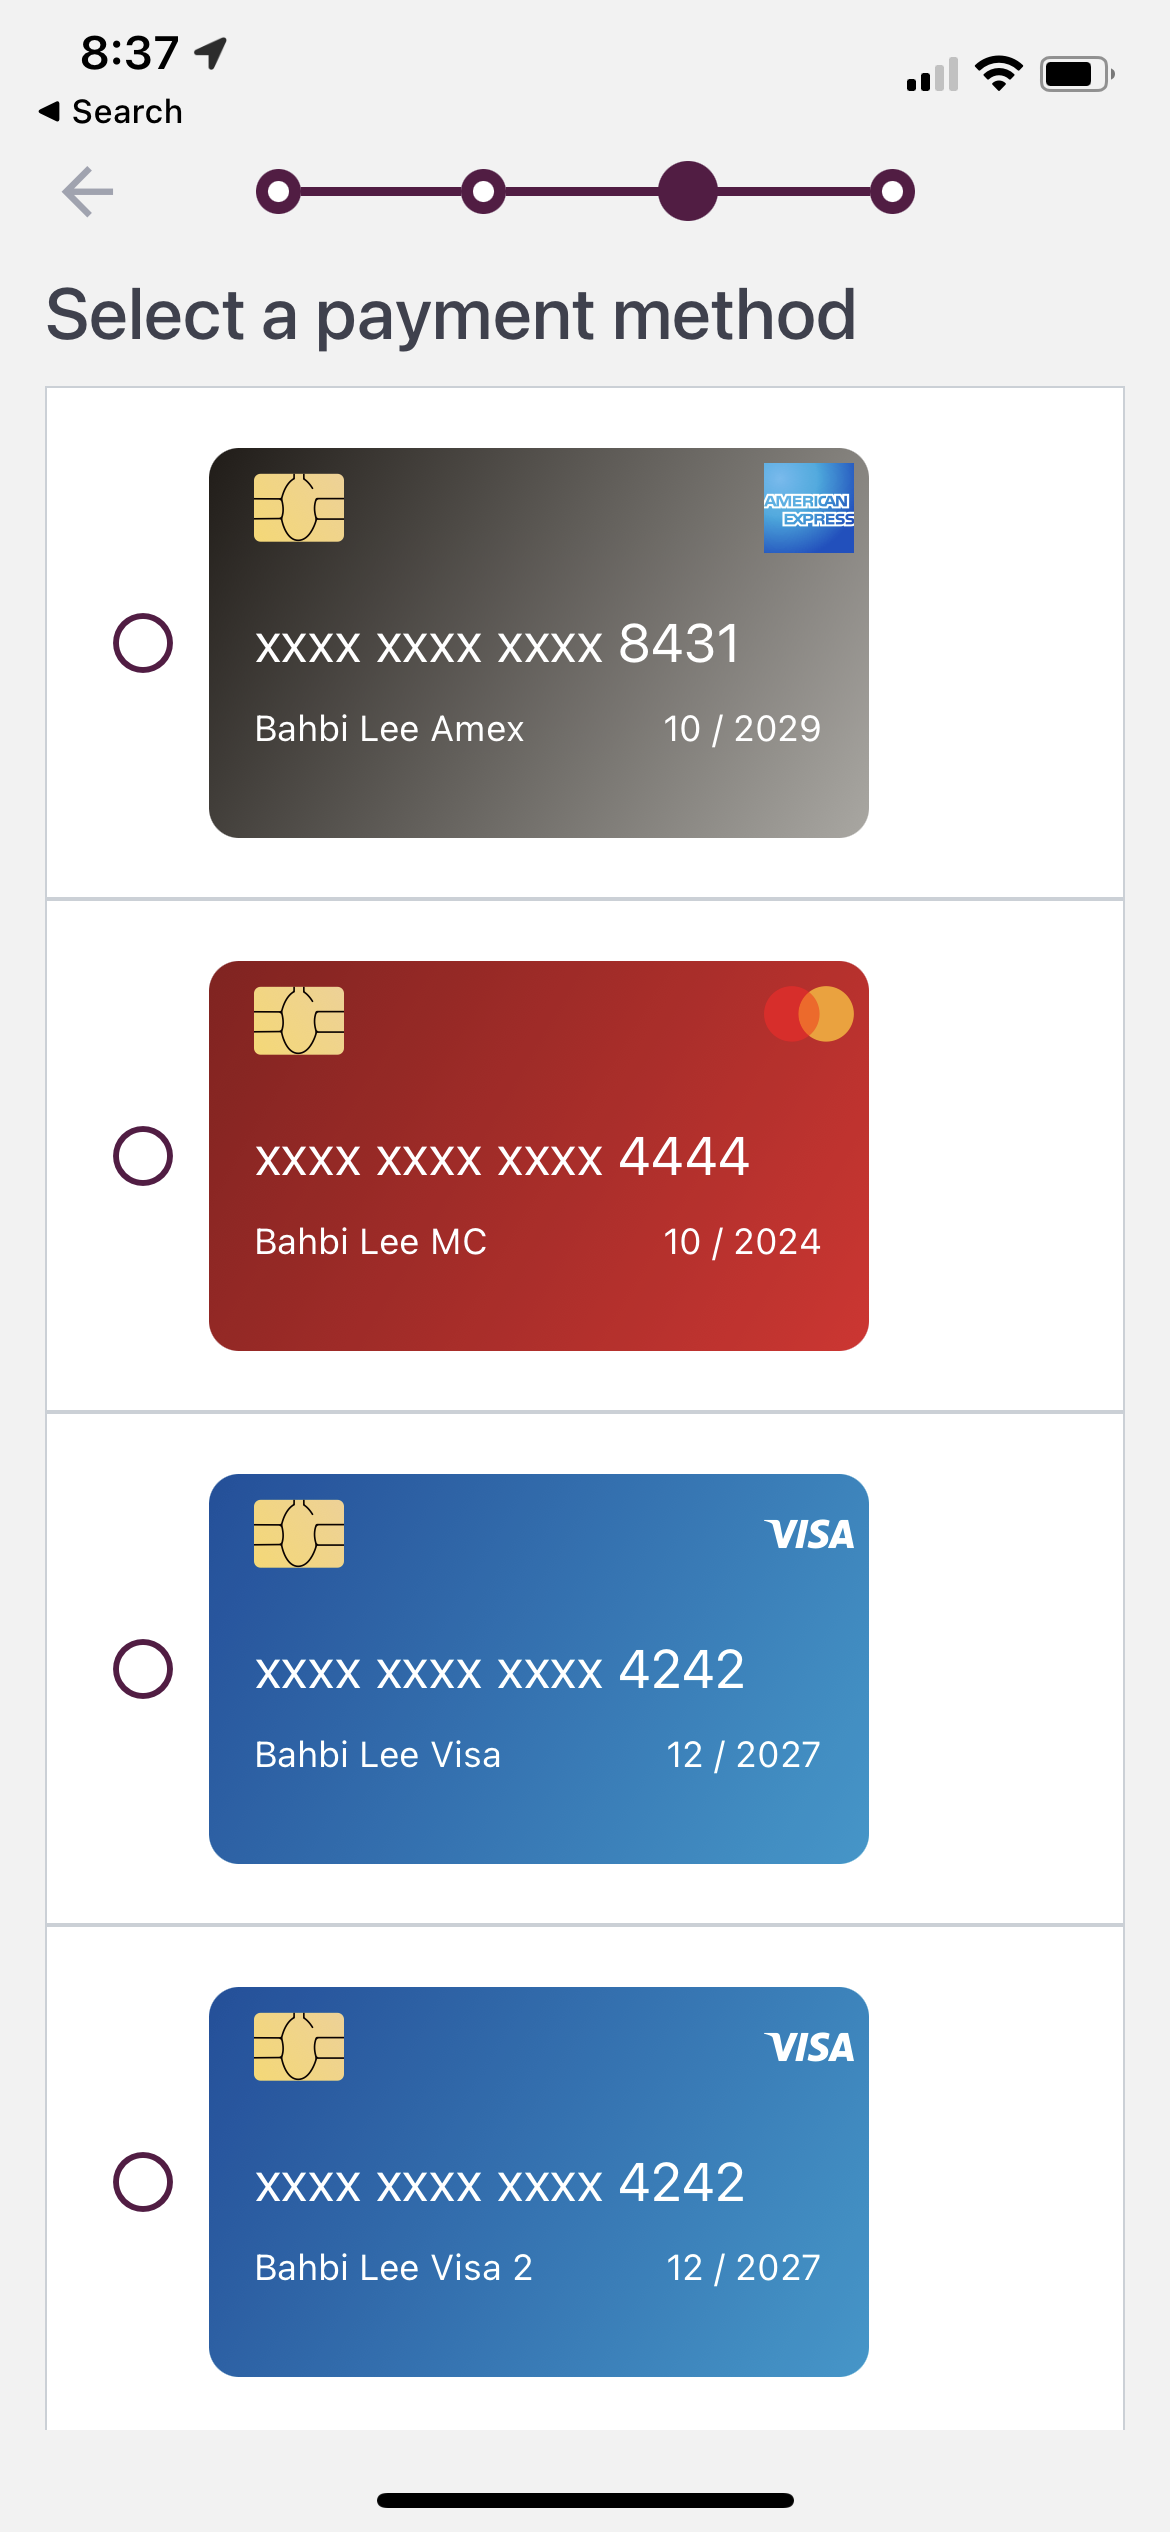 8:37
Search
Select a payment method
AMERICAN
EXPRESS
xxxx xxxx xxxx 8431
Bahbi Lee Amex 10 / 2029
xxxx xxxx xxxx 4444
Bahbi Lee MC 10 / 2024
VISA
xxxx xxxx xxxx 4242
Bahbi Lee Visa 12 / 2027
VISA
xxxx xxxx xxxx 4242
Bahbi Lee Visa 2 12 / 2027